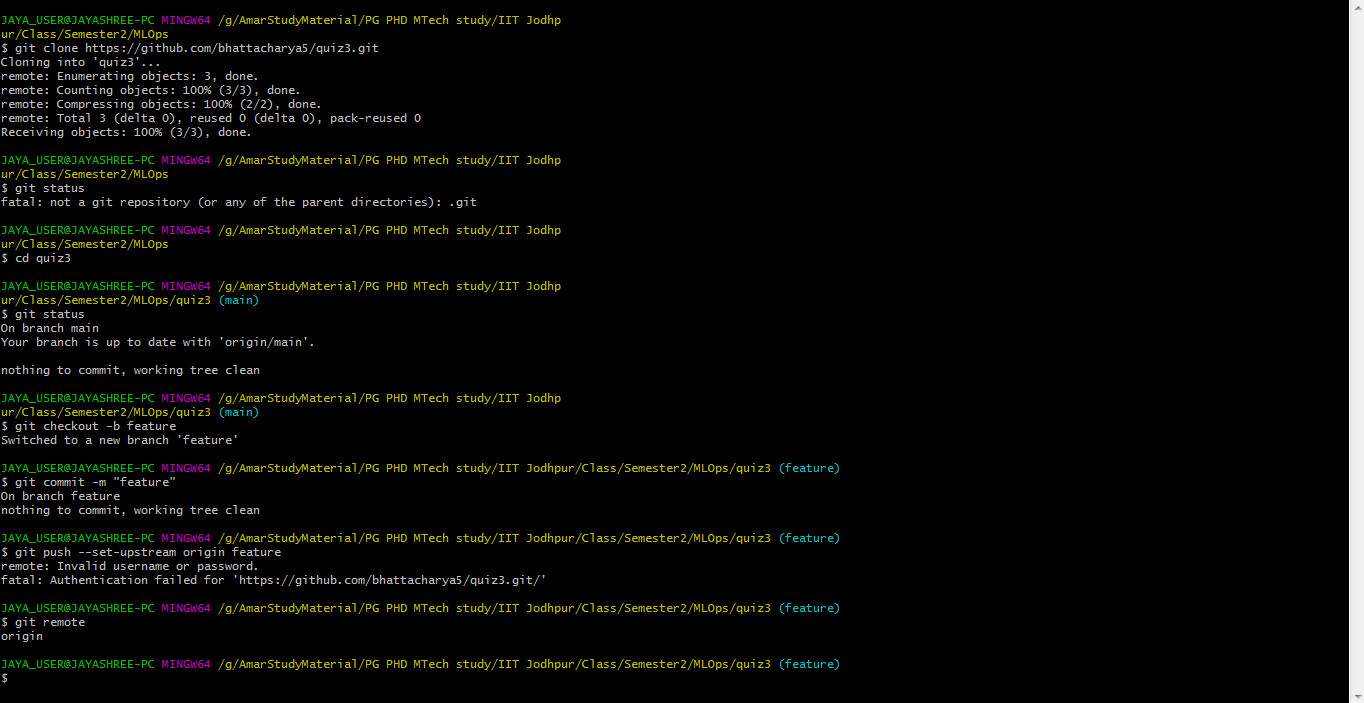 JAYA_USER@JAYASHREE-PC MINGW64 /g/AmarStudyMaterial/PG PHD MTech study/IIT Jodhp
ur/Class/Semester2/MLOps
$ git clone https://github.com/bhattacharya5/quiz3.git
Cloning into 'quiz3'...
remote: Enumerating objects: 3, done.
remote: Counting objects: 100% (3/3), done.
remote: Compressing objects: 100% (2/2), done.
remote: Total 3 (delta 0), reused 0 (delta 0), pack-reused 0
Receiving objects: 100% (3/3), done.
JAYA_USER@JAYASHREE-PC MINGW64 /g/AmarStudyMaterial/PG PHD MTech study/IIT Jodhp
ur/Class/Semester2/MLOps
$ git status
fatal: not a git repository (or any of the parent directories): .git
JAYA_USER@JAYASHREE-PC MINGW64 /g/AmarStudyMaterial/PG PHD MTech study/IIT Jodhp
ur/Class/Semester2/MLOps
$ cd quiz3
JAYA_USER@JAYASHREE-PC MINGW64 /g/AmarStudyMaterial/PG PHD MTech study/IIT Jodhp
ur/Class/Semester2/MLOps/quiz3 (main)
$ git status
On branch main
Your branch is up to date with 'origin/main'.
nothing to commit, working tree clean
JAYA_USER@JAYASHREE-PC MINGW64 /g/AmarStudyMaterial/PG PHD MTech study/IIT Jodhp
ur/Class/Semester2/MLOps/quiz3 (main)
$ git checkout -b feature
Switched to a new branch 'feature'
JAYA_USER@JAYASHREE-PC MINGW64 /g/AmarStudyMaterial/PG PHD MTech study/IIT Jodhpur/Class/Semester2/MLOps/quiz3 (feature)
$ git commit -m "feature"
On branch feature
nothing to commit, working tree clean
JAYA_USER@JAYASHREE-PC MINGW64 /g/AmarStudyMaterial/PG PHD MTech study/IIT Jodhpur/Class/Semester2/MLOps/quiz3 (feature)
$ git push --set-upstream origin feature
remote: Invalid username or password.
fatal: Authentication failed for 'https://github.com/bhattacharya5/quiz3.git/'
JAYA_USER@JAYASHREE-PC MINGW64 /g/AmarStudyMaterial/PG PHD MTech study/IIT Jodhpur/Class/Semester2/MLOps/quiz3 (feature)
$ git remote
origin
JAYA_USER@JAYASHREE-PC MINGW64 /g/AmarStudyMaterial/PG PHD MTech study/IIT Jodhpur/Class/Semester2/MLOps/quiz3 (feature)
$